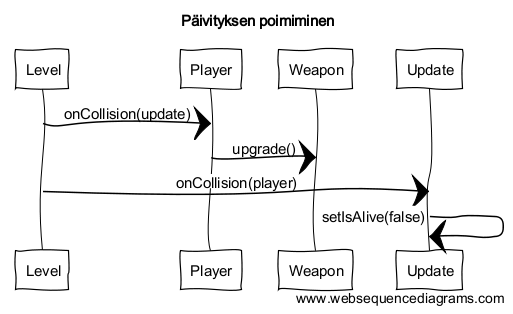 Päivityksen poimiminen
Level Player Weapon Update
onCollision(update)
upgrade()
onCollision(player)
setIsAlive(false)
Level Player Weapon Update
www.websequencediagrams.com